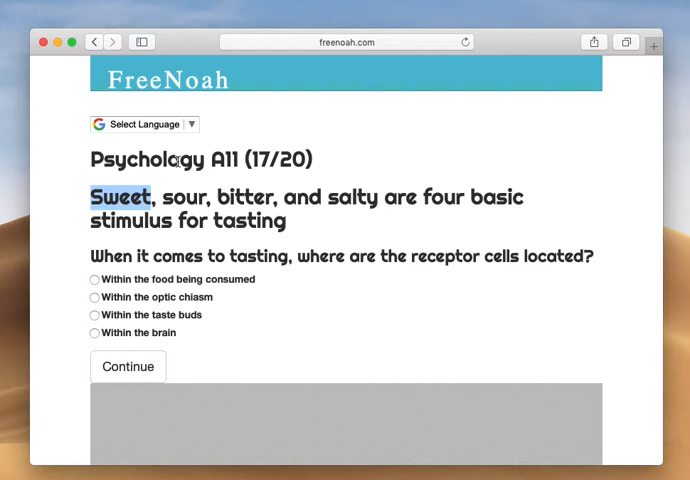 freenoah.com
FreeNoah
Select Language
Psychology A11 (17/20)
Sweet, sour, bitter, and salty are four basic
stimulus for tasting
When it comes to tasting, where are the receptor cells located?
Within the food being consumed
Within the optic chiasm
Within the taste buds
Within the brain
Continue